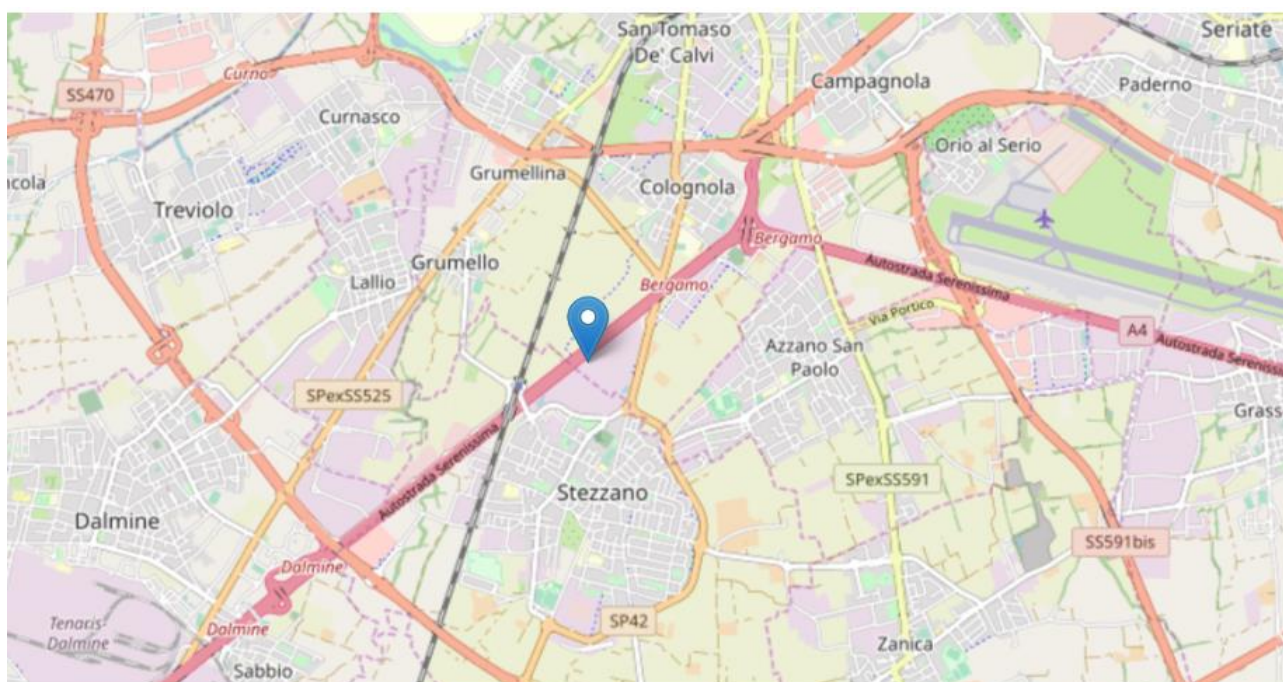 San Tomaso
De' Calvi
Seriate
Curno
SS470
Campagnola
Paderno
Curnasco
Orio al Serio
Grumellina
Colognola
Treviolo
Bergamo
Grumello
Lallio
Bergamo
Autostrada Serenissima
Via Portico
A4
Autostrada Serenissima
Azzano San
Paolo
SPexSS525
Autostrada Serenissima
SPexSS591
Stezzano
Dalmine
SS591bis
Dalmine
Tenaris-
Dalmine
Dalmine
SP42
Zanica
Sabbio